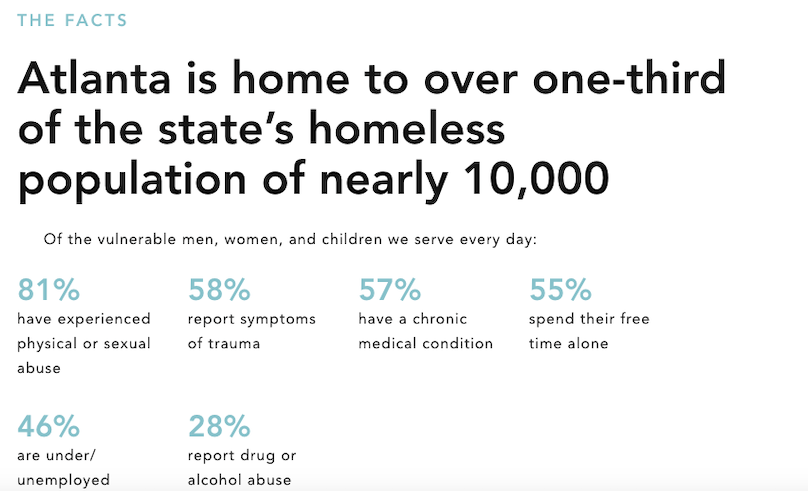 THE FACTS
Atlanta is home to over one-third
of the state's homeless
population of nearly 10,000
Of the vulnerable men, women, and children we serve every day:
81%
have experienced
physical or sexual
abuse
58%
report symptoms
of trauma
57%
have a chronic
medical condition
55%
spend their free
time alone
46%
are under/
unemployed
28%
report drug or
alcohol abuse